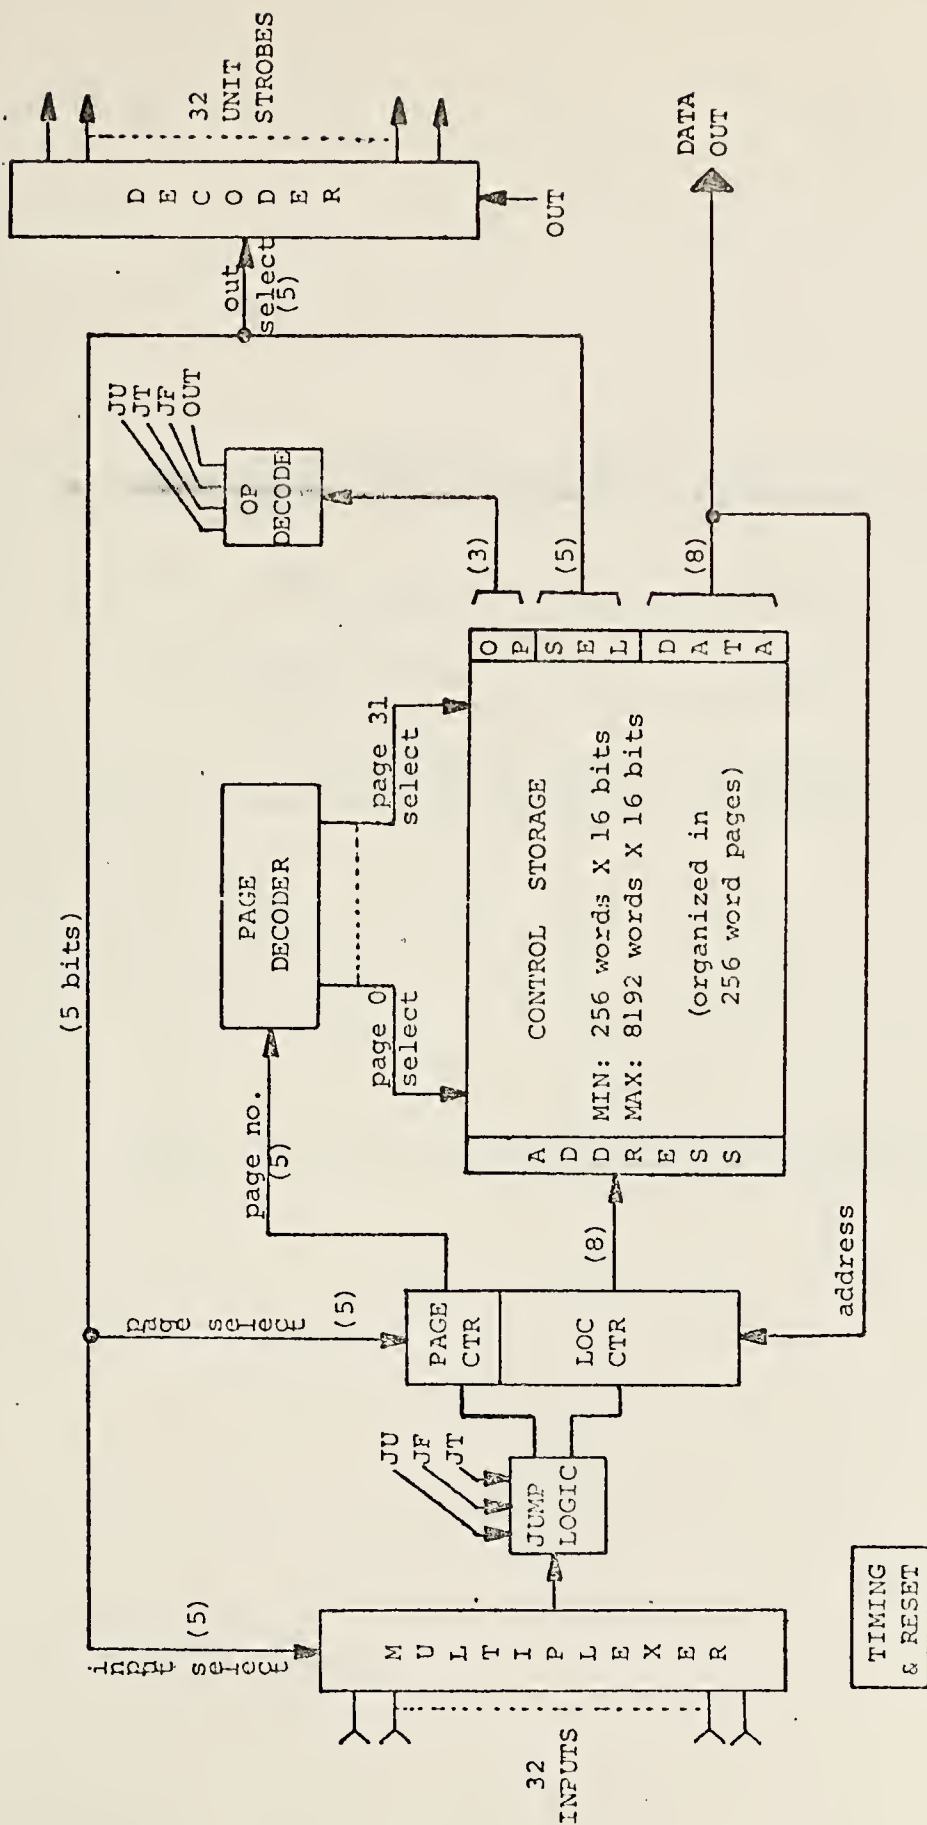 32
INPUTS
input select
(5)
MULTIPLEXER
TIMING
& RESET
JU
JF
JT
JUMP
LOGIC
page select
(5)
PAGE
CTR
LOC
CTR
address
(8)
page no.
(5)
(5 bits)
PAGE
DECODER
page 0
select
page 31
select
ADDRESS
CONTROL STORAGE
MIN: 256 words X 16 bits
MAX: 8192 words X 16 bits
(organized in
256 word pages)
OP
SEL
DATA
(3)
(5)
(8)
JU
JT
JF
OUT
OP
DECODE
out
select
(5)
DECODER
OUT
32
UNIT
STROBES
DATA
OUT